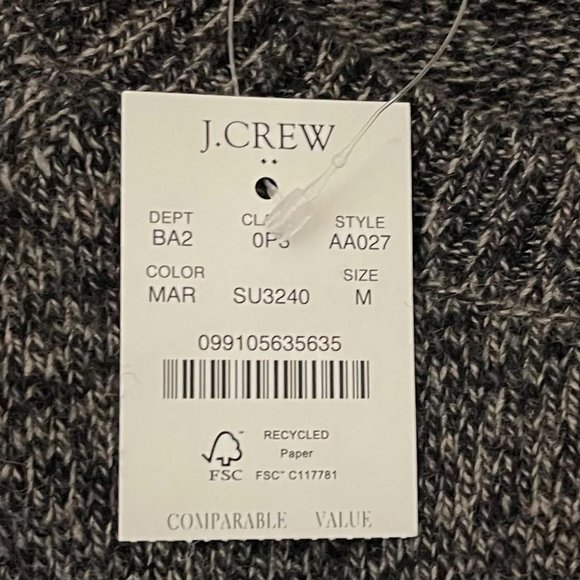 J.CREW
DEPT STYLE
BA2 AA027
COLOR SIZE
MAR SU3240 M
099105635635
RECYCLED
Paper
FSC FSC™ C117781
COMPARABLE VALUE